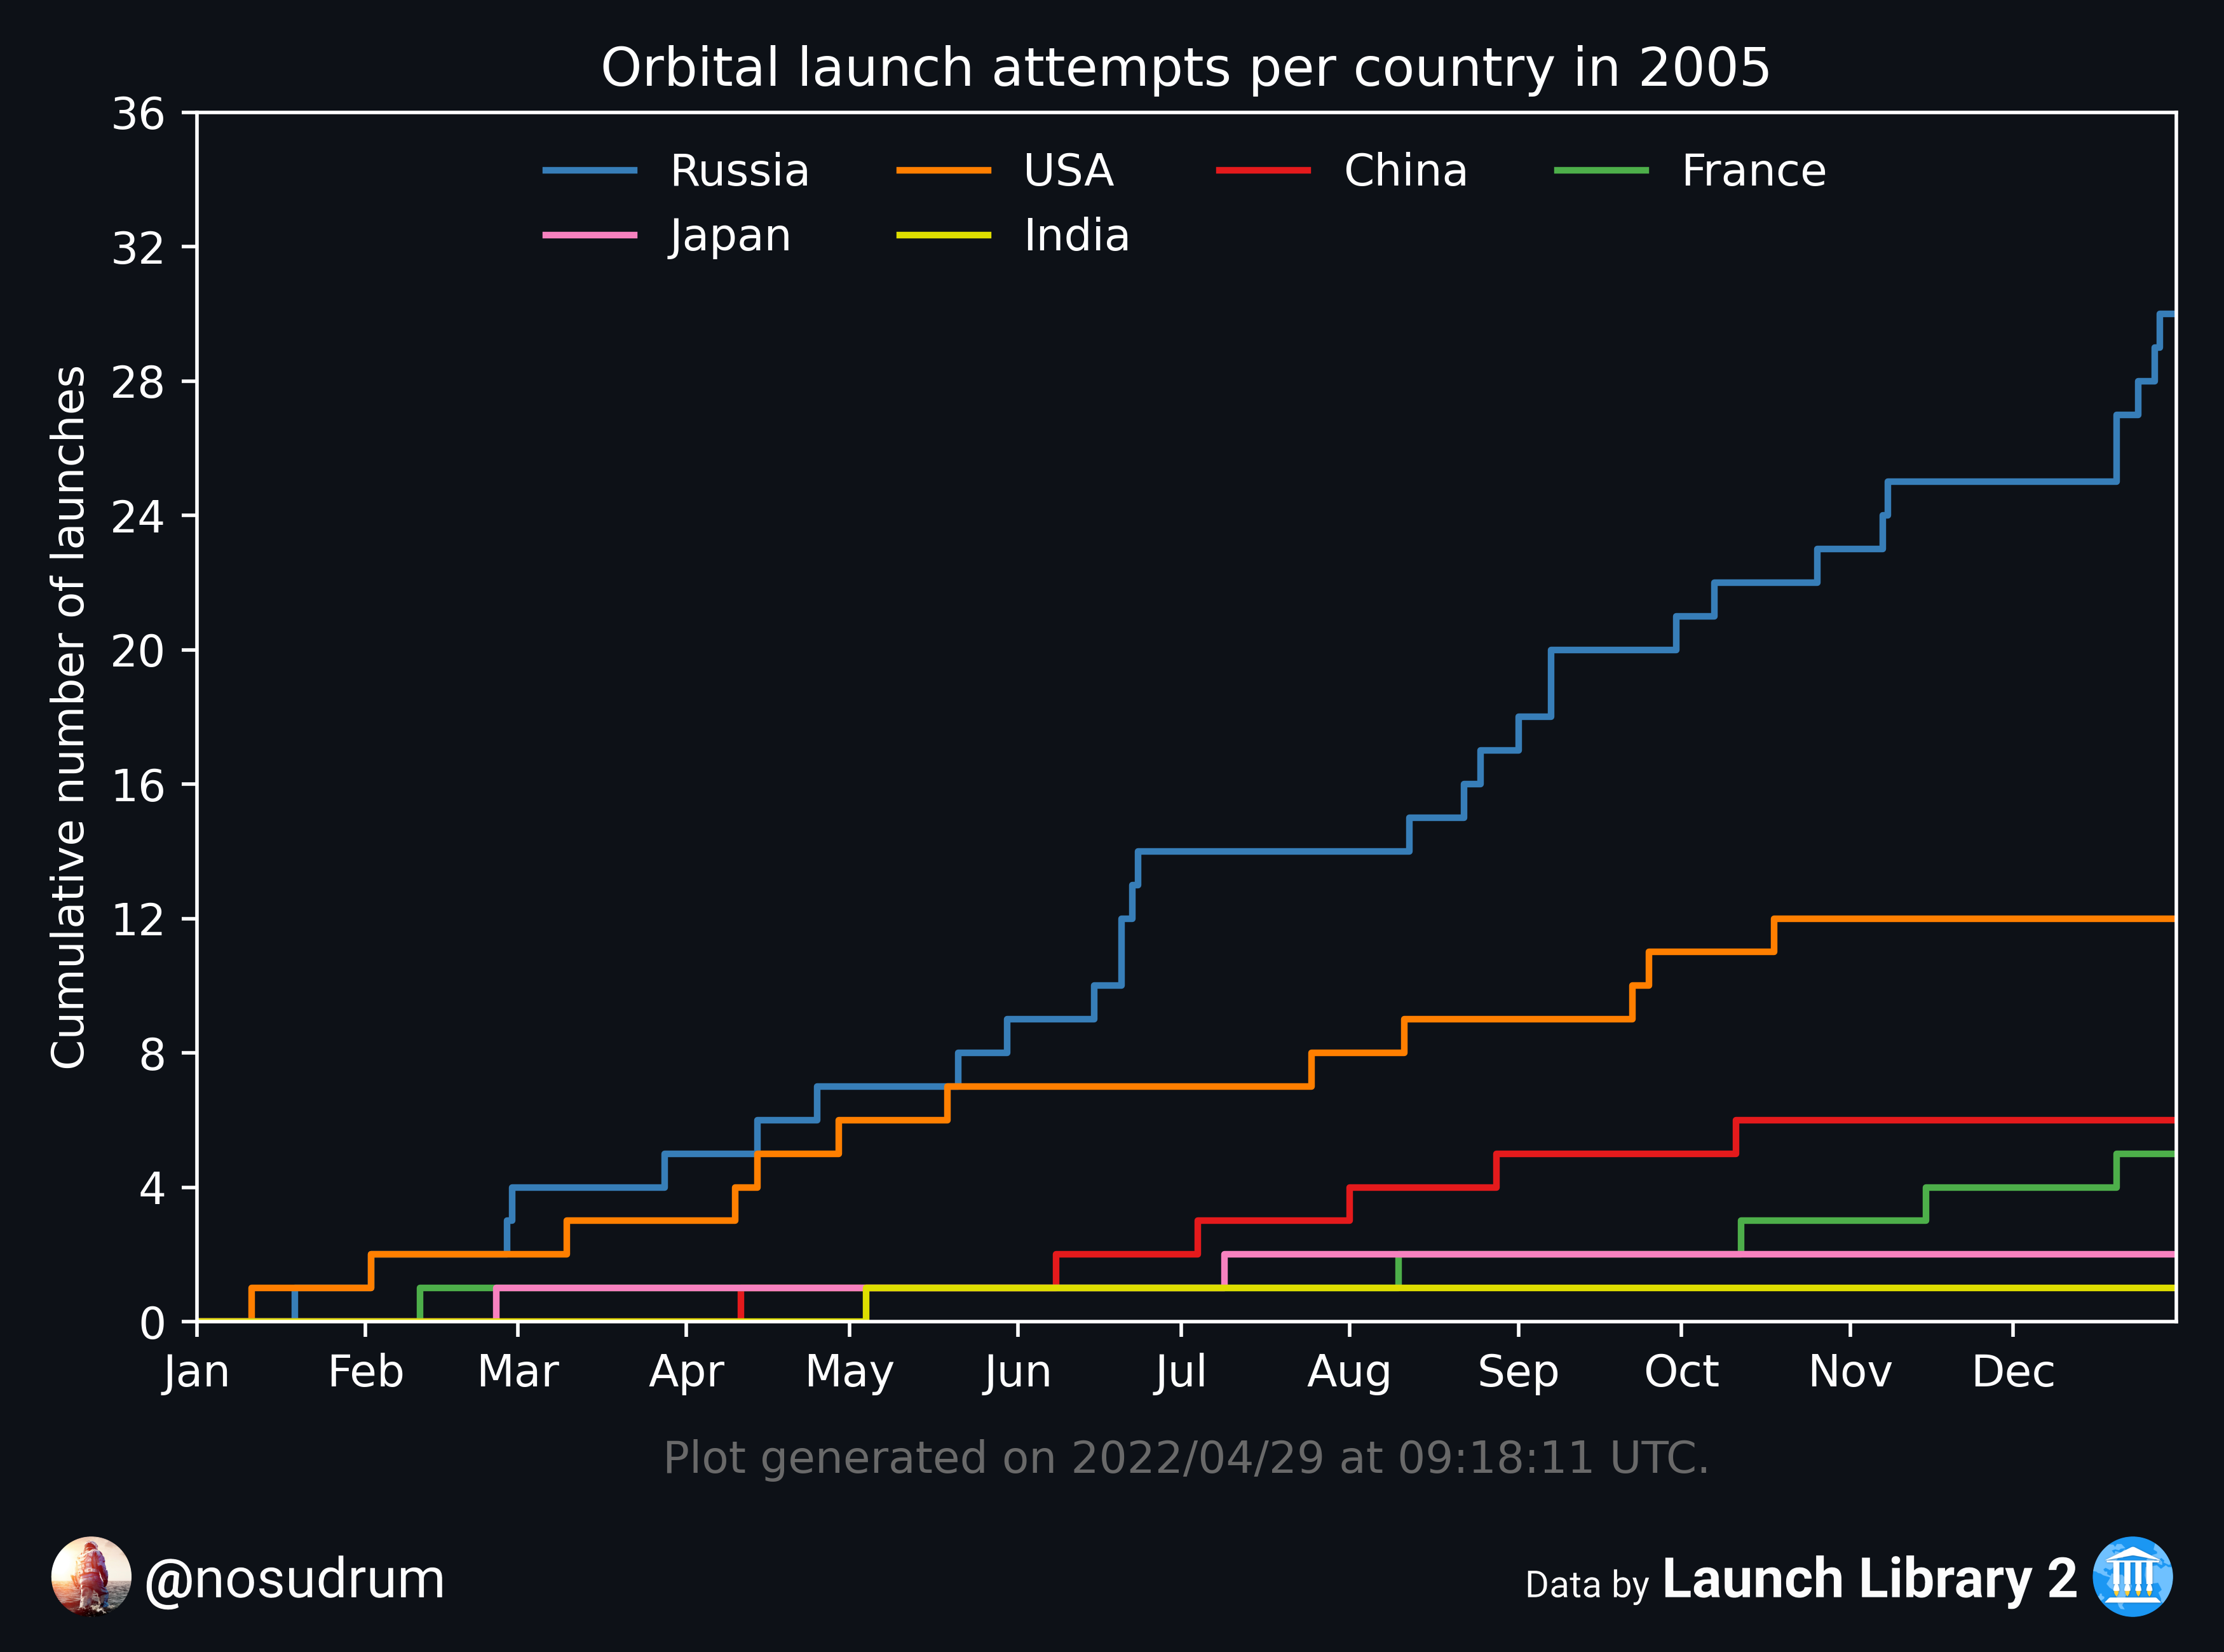 Orbital launch attempts per country in 2005
36
32
28
24
20
16
12
8
4
0
Cumulative number of launches
Russia USA China France
Japan India
Jan Feb Mar Apr May Jun Jul Aug Sep Oct Nov Dec
Plot generated on 2022/04/29 at 09:18:11 UTC.
@nosudrum
Data by Launch Library 2